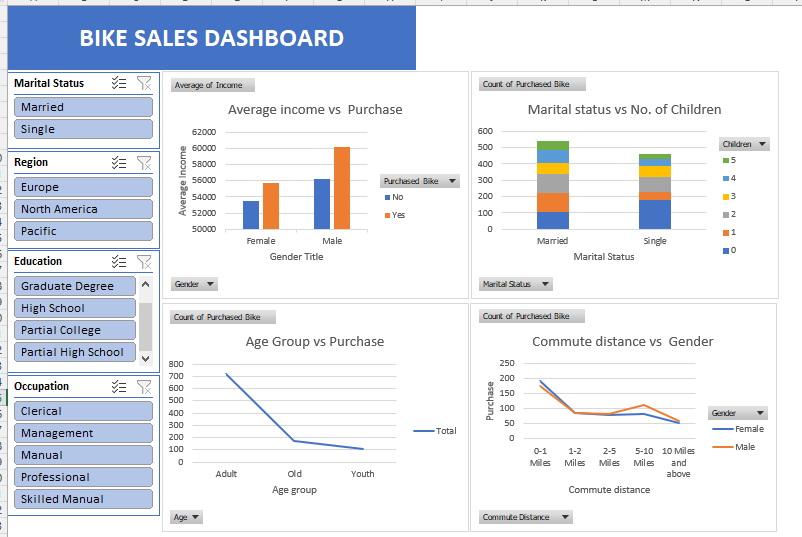 BIKE SALES DASHBOARD
Marital Status
Married
Single
Region
Europe
North America
Pacific
Education
Graduate Degree
High School
Partial College
Partial High School
Occupation
Clerical
Management
Manual
Professional
Skilled Manual
Average of Income
Average income vs Purchase
Average Income
62000
60000
58000
56000
54000
52000
50000
Female
Male
Gender Title
Purchased Bike
No
Yes
Gender
Count of Purchased Bike
Marital status vs No. of Children
600
500
400
300
200
100
0
Married
Single
Marital Status
Children
5
4
3
2
1
0
Marital Status
Count of Purchased Bike
Age Group vs Purchase
800
700
600
500
400
300
200
100
0
Adult
Old
Youth
Age group
Total
Age
Count of Purchased Bike
Commute distance vs Gender
Purchase
250
200
150
100
50
0
0-1
Miles
1-2
Miles
2-5
Miles
5-10
Miles
10 Miles
and
above
Commute distance
Gender
Female
Male
Commute Distance